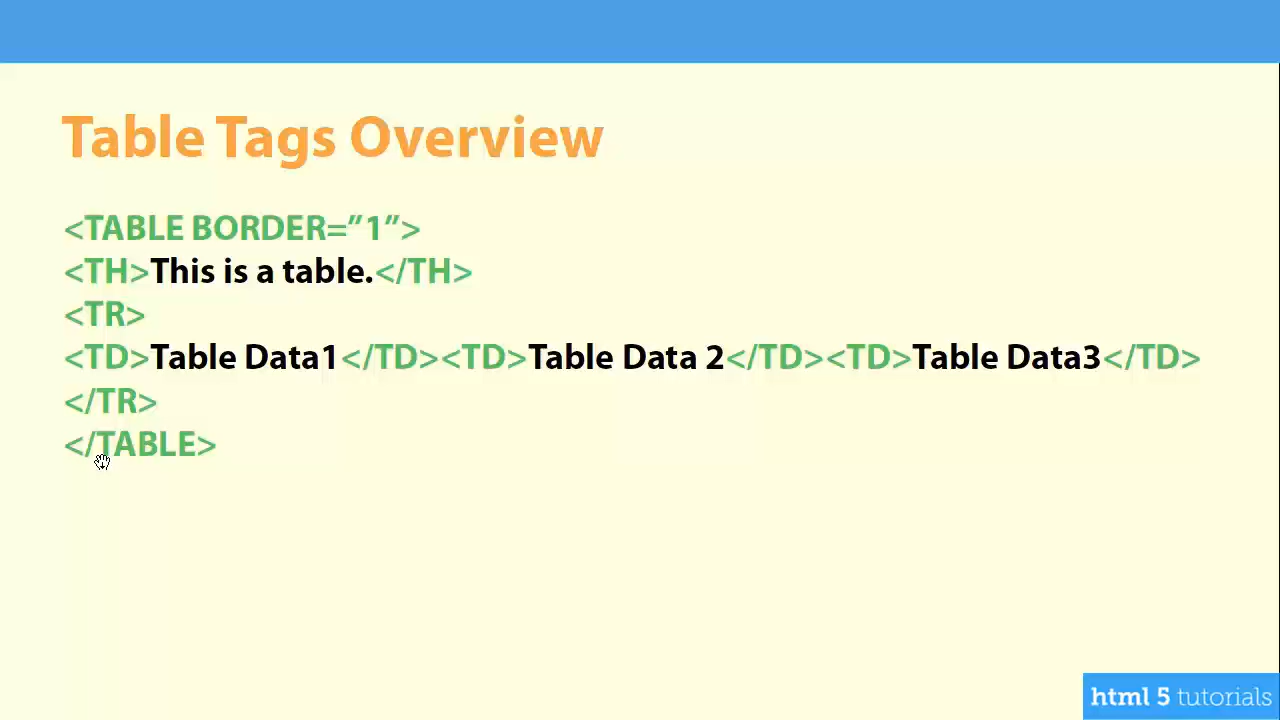 Table Tags Overview
<TABLE BORDER=”1”>
<TH>This is a table.</TH>
<TR>
<TD>Table Data1</TD><TD>Table Data 2</TD><TD>Table Data3</TD>
</TR>
</TABLE>
html 5 tutorials